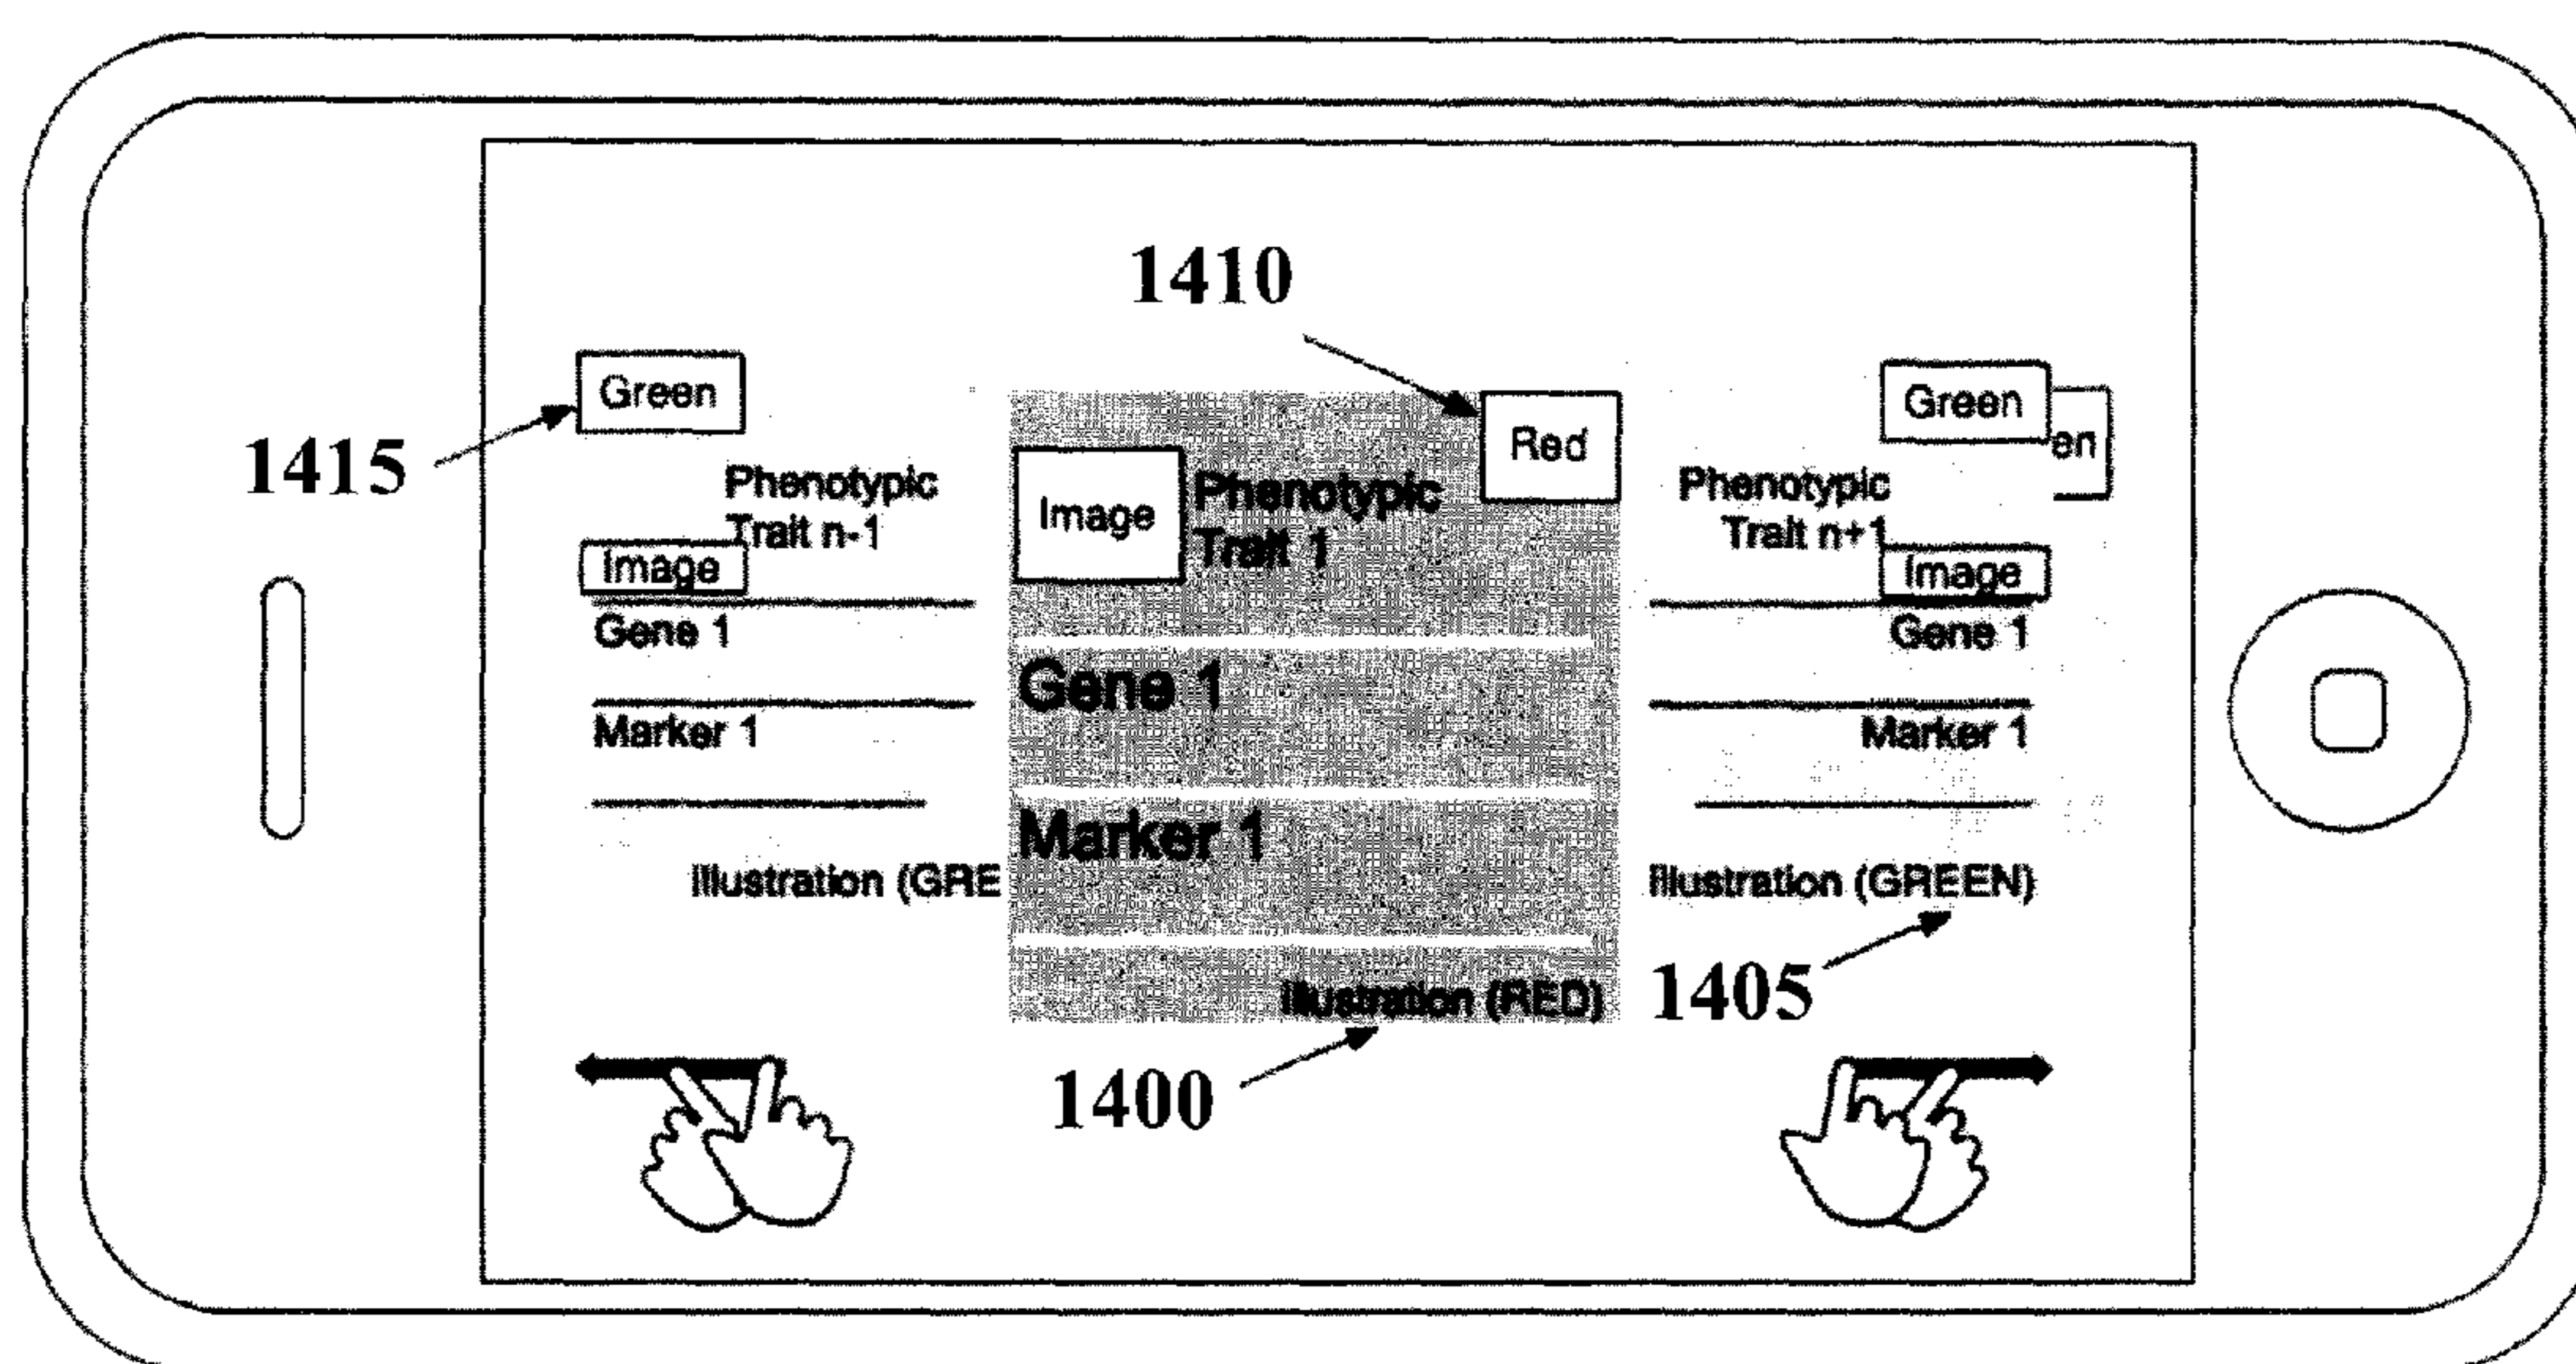 1410
Green
1415
Phenotypic
Trait n-1
Image
Gene 1
Marker 1
Illustration (GRE
Red
Image
Phenotypic
Trait 1
Gene 1
Marker 1
Illustration (RED)
1400
Green
en
Phenotypic
Trait n+1
Image
Gene 1
Marker 1
Illustration (GREEN)
1405